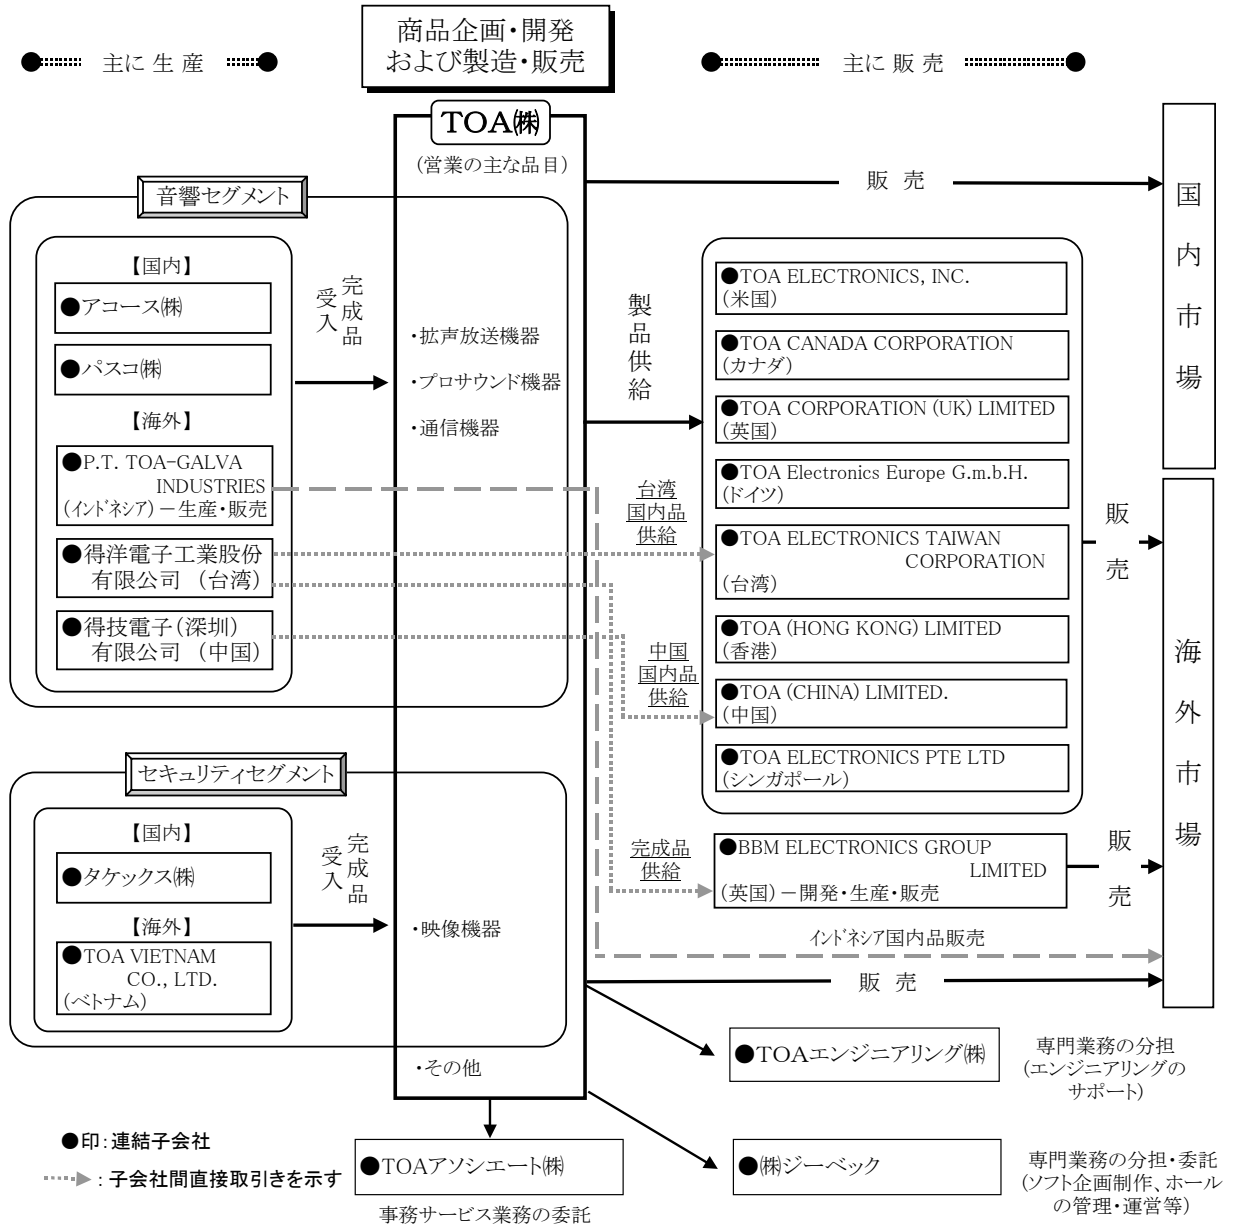 商品企画・開発
および製造・販売
主に 生 産
主に 販 売
TOA㈱
(営業の主な品目)
販 売
国内市場
音響セグメント
【国内】
●アコース㈱
●パスコ㈱
【海外】
●P.T. TOA-GALVA
INDUSTRIES
(インドネシア)－生産・販売
●得洋電子工業股份
有限公司 (台湾)
●得技電子(深圳)
有限公司 (中国)
完成品
受入
・拡声放送機器
・プロサウンド機器
・通信機器
製品供給
●TOA ELECTRONICS, INC.
(米国)
●TOA CANADA CORPORATION
(カナダ)
●TOA CORPORATION (UK) LIMITED
(英国)
●TOA Electronics Europe G.m.b.H.
(ドイツ)
●TOA ELECTRONICS TAIWAN
CORPORATION
(台湾)
●TOA (HONG KONG) LIMITED
(香港)
●TOA (CHINA) LIMITED.
(中国)
●TOA ELECTRONICS PTE LTD
(シンガポール)
台湾
国内品
供給
中国
国内品
供給
販売
海外市場
セキュリティセグメント
【国内】
●タケックス㈱
【海外】
●TOA VIETNAM
CO., LTD.
(ベトナム)
完成品
受入
・映像機器
完成品
供給
●BBM ELECTRONICS GROUP
LIMITED
(英国)－開発・生産・販売
販売
インドネシア国内品販売
販 売
・その他
●TOAエンジニアリング㈱
専門業務の分担
(エンジニアリングの
サポート)
●印：連結子会社
：子会社間直接取引きを示す
●TOAアソシエート㈱
事務サービス業務の委託
●㈱ジーベック
専門業務の分担・委託
(ソフト企画制作、ホール
の管理・運営等)